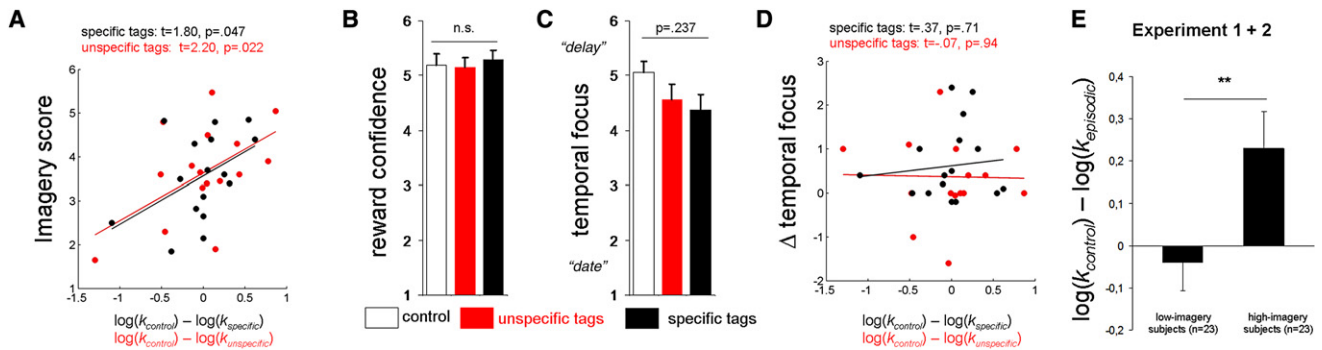 A
specific tags: t=1.80, p=.047
unspecific tags: t=2.20, p=.022
Imagery score
6
5
4
3
2
1
-1.5
-1
-0.5
0
0.5
1
log(kcontrol) – log(kspecific)
log(kcontrol) – log(kunspecific)
B
n.s.
reward confidence
6
5
4
3
2
1
C
p=.237
temporal focus
"delay"
"date"
6
5
4
3
2
1
control
unspecific tags
specific tags
D
specific tags: t=.37, p=.71
unspecific tags: t=-.07, p=.94
Δ temporal focus
3
2
1
0
-1
-2
-1.5
-1
-0.5
0
0.5
1
log(kcontrol) – log(kspecific)
log(kcontrol) – log(kunspecific)
E
Experiment 1 + 2
log(kcontrol) – log(kepisodic)
0,4
0,3
0,2
0,1
0
0,1
0,2
**
low-imagery
subjects (n=23)
high-imagery
subjects (n=23)